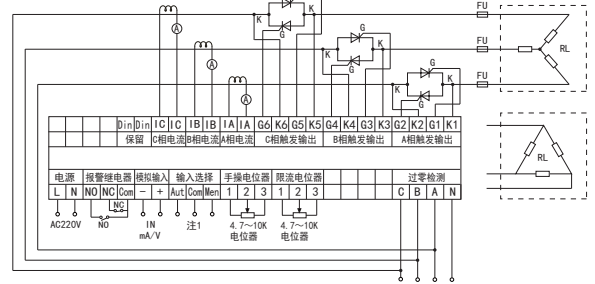 FU
K
G
A
K
G
FU
G
K
RL
A
K
G
FU
G
K
A
K
G
Din Din IC IC IB IB IA IA G6 K6 G5 K5 G4 K4 G3 K3 G2 K2 G1 K1
保留 C相电流 B相电流 A相电流 C相触发输出 B相触发输出 A相触发输出
RL
电源 报警继电器 模拟输入 输入选择 手操电位器 限流电位器 过零检测
L N NO NC Com − + Aut Com Men 1 2 3 1 2 3 C B A N
NC
AC220V NO IN 注1 4.7~10K 4.7~10K
mA/V 电位器 电位器